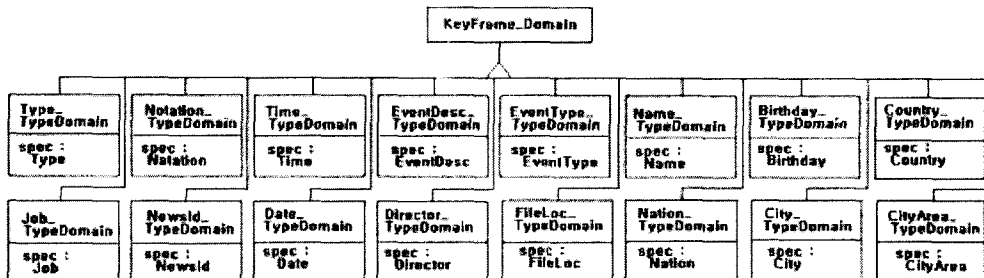 KeyFrame_Domain
Type_
TypeDomain
spec :
Type
Notation_
TypeDomain
spec :
Natation
Time_
TypeDomain
spec :
Time
EventDesc_
TypeDomain
spec :
EventDesc
EventType_
TypeDomain
spec :
EventType
Name_
TypeDomain
spec :
Name
Birthday_
TypeDomain
spec :
Birthday
Country_
TypeDomain
spec :
Country
Job_
TypeDomain
spec :
Job
NewsId_
TypeDomain
spec :
NewsId
Date_
TypeDomain
spec :
Date
Director_
TypeDomain
spec :
Director
FileLoc_
TypeDomain
spec :
FileLoc
Nation_
TypeDomain
spec :
Nation
City_
TypeDomain
spec :
City
CityArea_
TypeDomain
spec :
CityArea